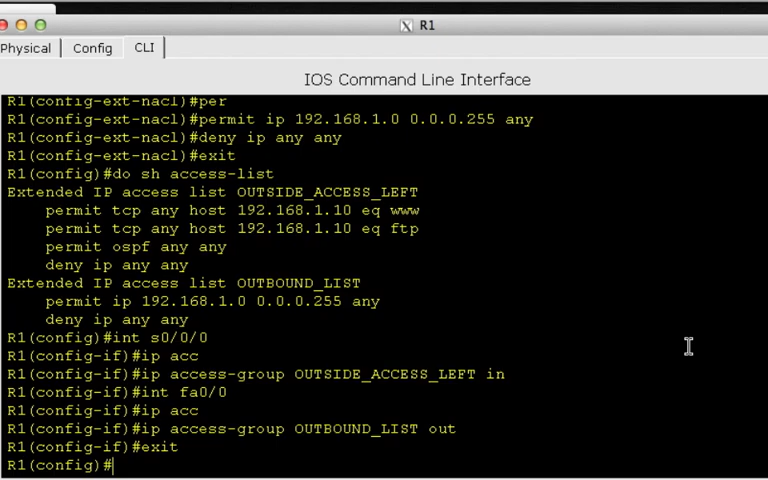 R1
Physical Config CLI
IOS Command Line Interface
R1(config-ext-nacl)#per
R1(config-ext-nacl)#permit ip 192.168.1.0 0.0.0.255 any
R1(config-ext-nacl)#deny ip any any
R1(config-ext-nacl)#exit
R1(config)#do sh access-list
Extended IP access list OUTSIDE_ACCESS_LEFT
permit tcp any host 192.168.1.10 eq www
permit tcp any host 192.168.1.10 eq ftp
permit ospf any any
deny ip any any
Extended IP access list OUTBOUND_LIST
permit ip 192.168.1.0 0.0.0.255 any
deny ip any any
R1(config)#int s0/0/0
R1(config-if)#ip acc
R1(config-if)#ip access-group OUTSIDE_ACCESS_LEFT in
R1(config-if)#int fa0/0
R1(config-if)#ip acc
R1(config-if)#ip access-group OUTBOUND_LIST out
R1(config-if)#exit
R1(config)#